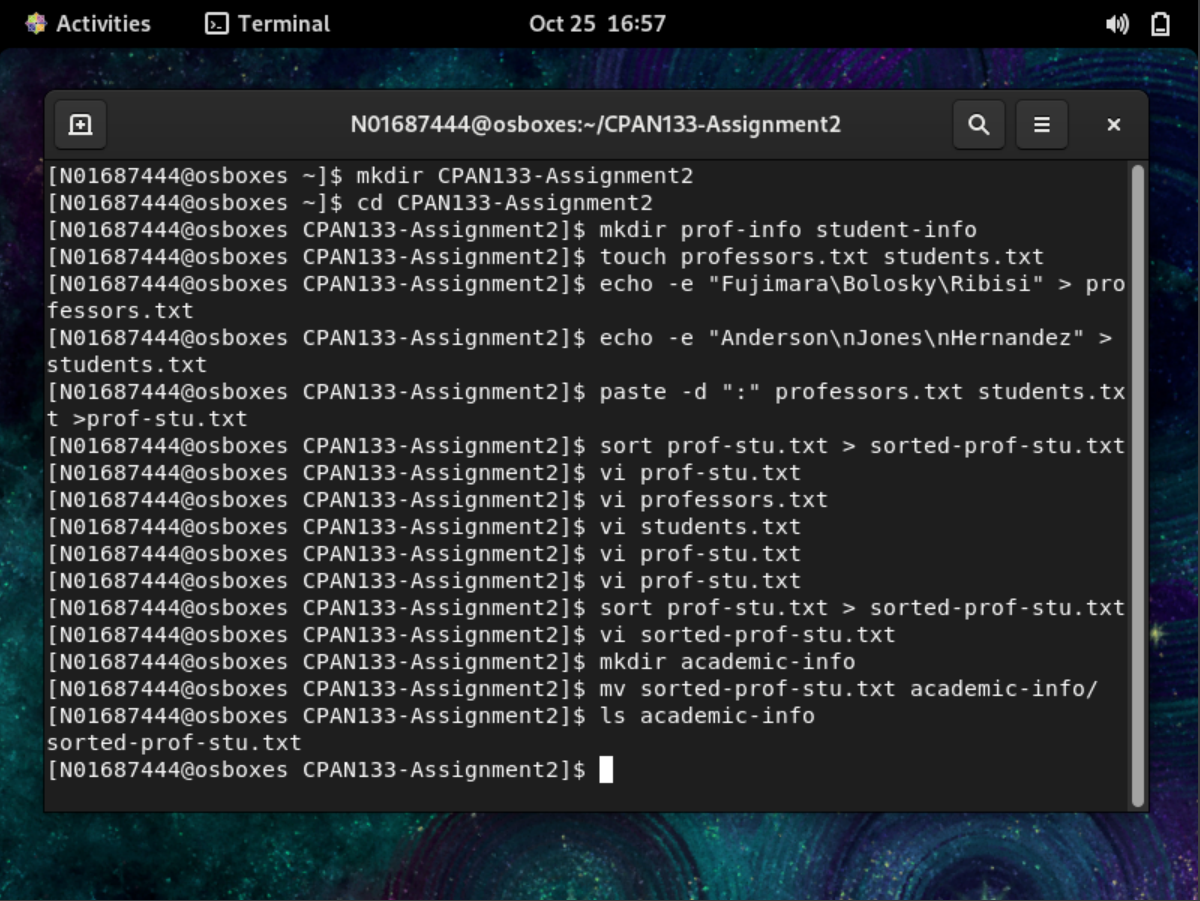 Activities
Terminal
Oct 25 16:57
N01687444@osboxes:~/CPAN133-Assignment2
[N01687444@osboxes ~]$ mkdir CPAN133-Assignment2
[N01687444@osboxes ~]$ cd CPAN133-Assignment2
[N01687444@osboxes CPAN133-Assignment2]$ mkdir prof-info student-info
[N01687444@osboxes CPAN133-Assignment2]$ touch professors.txt students.txt
[N01687444@osboxes CPAN133-Assignment2]$ echo -e "Fujimara\Bolosky\Ribisi" > pro
fessors.txt
[N01687444@osboxes CPAN133-Assignment2]$ echo -e "Anderson\nJones\nHernandez" >
students.txt
[N01687444@osboxes CPAN133-Assignment2]$ paste -d ":" professors.txt students.tx
t >prof-stu.txt
[N01687444@osboxes CPAN133-Assignment2]$ sort prof-stu.txt > sorted-prof-stu.txt
[N01687444@osboxes CPAN133-Assignment2]$ vi prof-stu.txt
[N01687444@osboxes CPAN133-Assignment2]$ vi professors.txt
[N01687444@osboxes CPAN133-Assignment2]$ vi students.txt
[N01687444@osboxes CPAN133-Assignment2]$ vi prof-stu.txt
[N01687444@osboxes CPAN133-Assignment2]$ vi prof-stu.txt
[N01687444@osboxes CPAN133-Assignment2]$ sort prof-stu.txt > sorted-prof-stu.txt
[N01687444@osboxes CPAN133-Assignment2]$ vi sorted-prof-stu.txt
[N01687444@osboxes CPAN133-Assignment2]$ mkdir academic-info
[N01687444@osboxes CPAN133-Assignment2]$ mv sorted-prof-stu.txt academic-info/
[N01687444@osboxes CPAN133-Assignment2]$ ls academic-info
sorted-prof-stu.txt
[N01687444@osboxes CPAN133-Assignment2]$